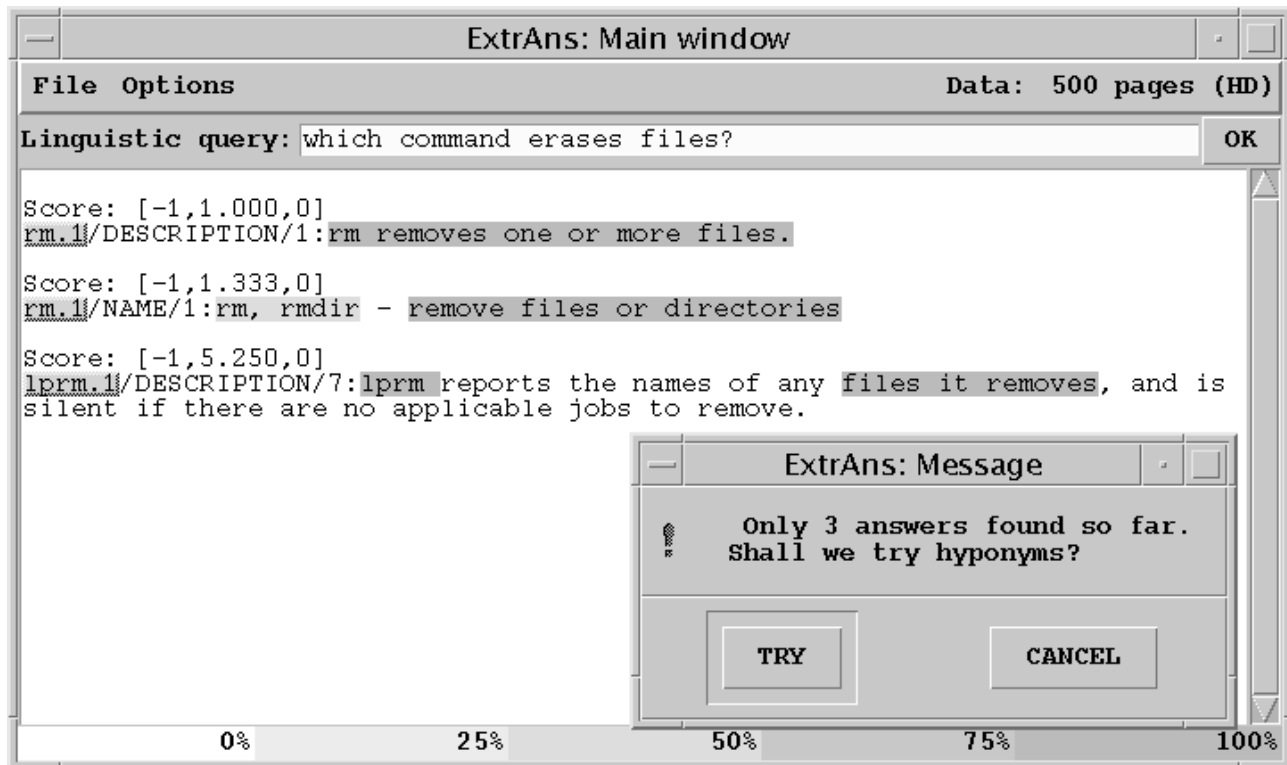 ExtrAns: Main window
File Options Data: 500 pages (HD)
Linguistic query: which command erases files? OK
Score: [-1,1.000,0]
rm.1/DESCRIPTION/1:rm removes one or more files.
Score: [-1,1.333,0]
rm.1/NAME/1:rm, rmdir - remove files or directories
Score: [-1,5.250,0]
lprm.1/DESCRIPTION/7:lprm reports the names of any files it removes, and is
silent if there are no applicable jobs to remove.
ExtrAns: Message
! Only 3 answers found so far.
Shall we try hyponyms?
TRY CANCEL
0% 25% 50% 75% 100%